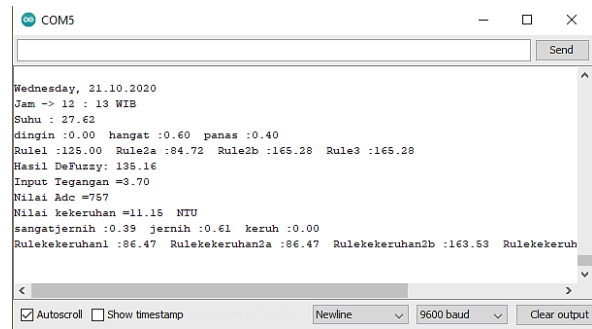 COM5
Send
Wednesday, 21.10.2020
Jam -> 12 : 13 WIB
Suhu : 27.62
dingin :0.00  hangat :0.60  panas :0.40
Rule1 :125.00  Rule2a :84.72  Rule2b :165.28  Rule3 :165.28
Hasil DeFuzzy: 135.16
Input Tegangan =3.70
Nilai Adc =757
Nilai kekeruhan =11.15  NTU
sangatjernih :0.39  jernih :0.61  keruh :0.00
Rulekekeruhan1 :86.47  Rulekekeruhan2a :86.47  Rulekekeruhan2b :163.53  Rulekekeruh
Autoscroll  Show timestamp  Newline  9600 baud  Clear output